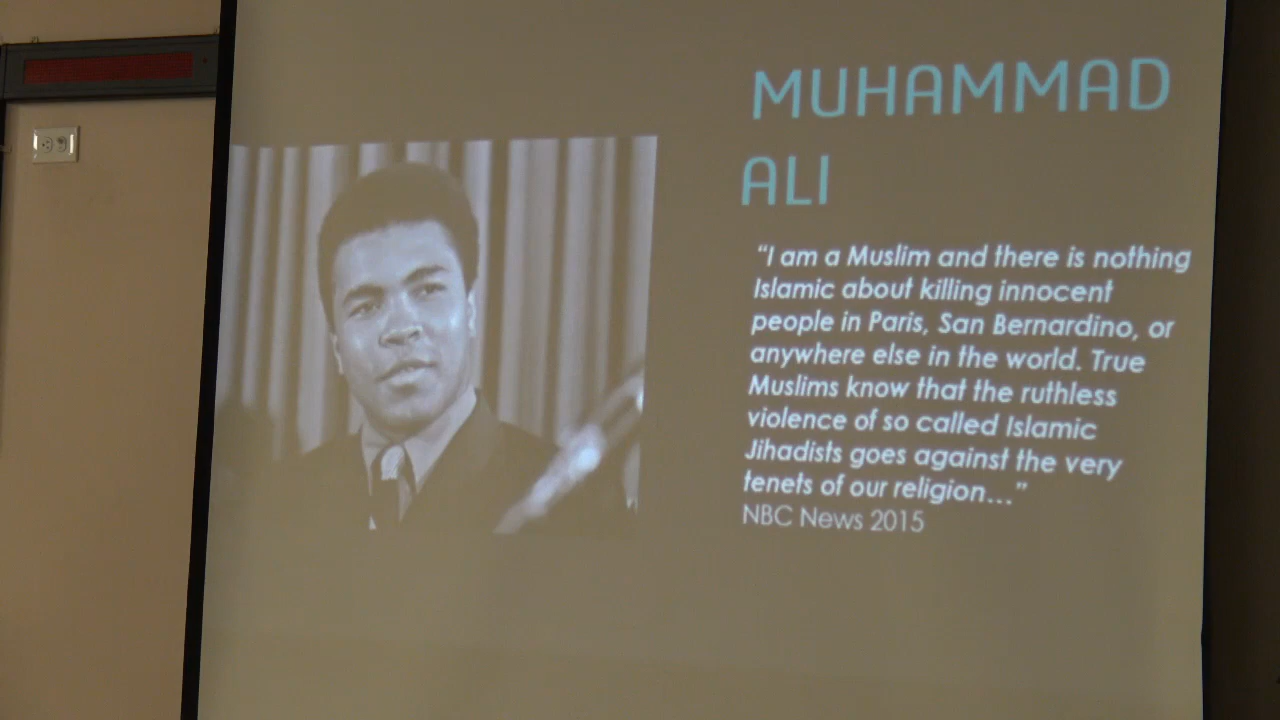 MUHAMMAD
ALI
“I am a Muslim and there is nothing
Islamic about killing innocent
people in Paris, San Bernardino, or
anywhere else in the world. True
Muslims know that the ruthless
violence of so called Islamic
Jihadists goes against the very
tenets of our religion...”
NBC News 2015